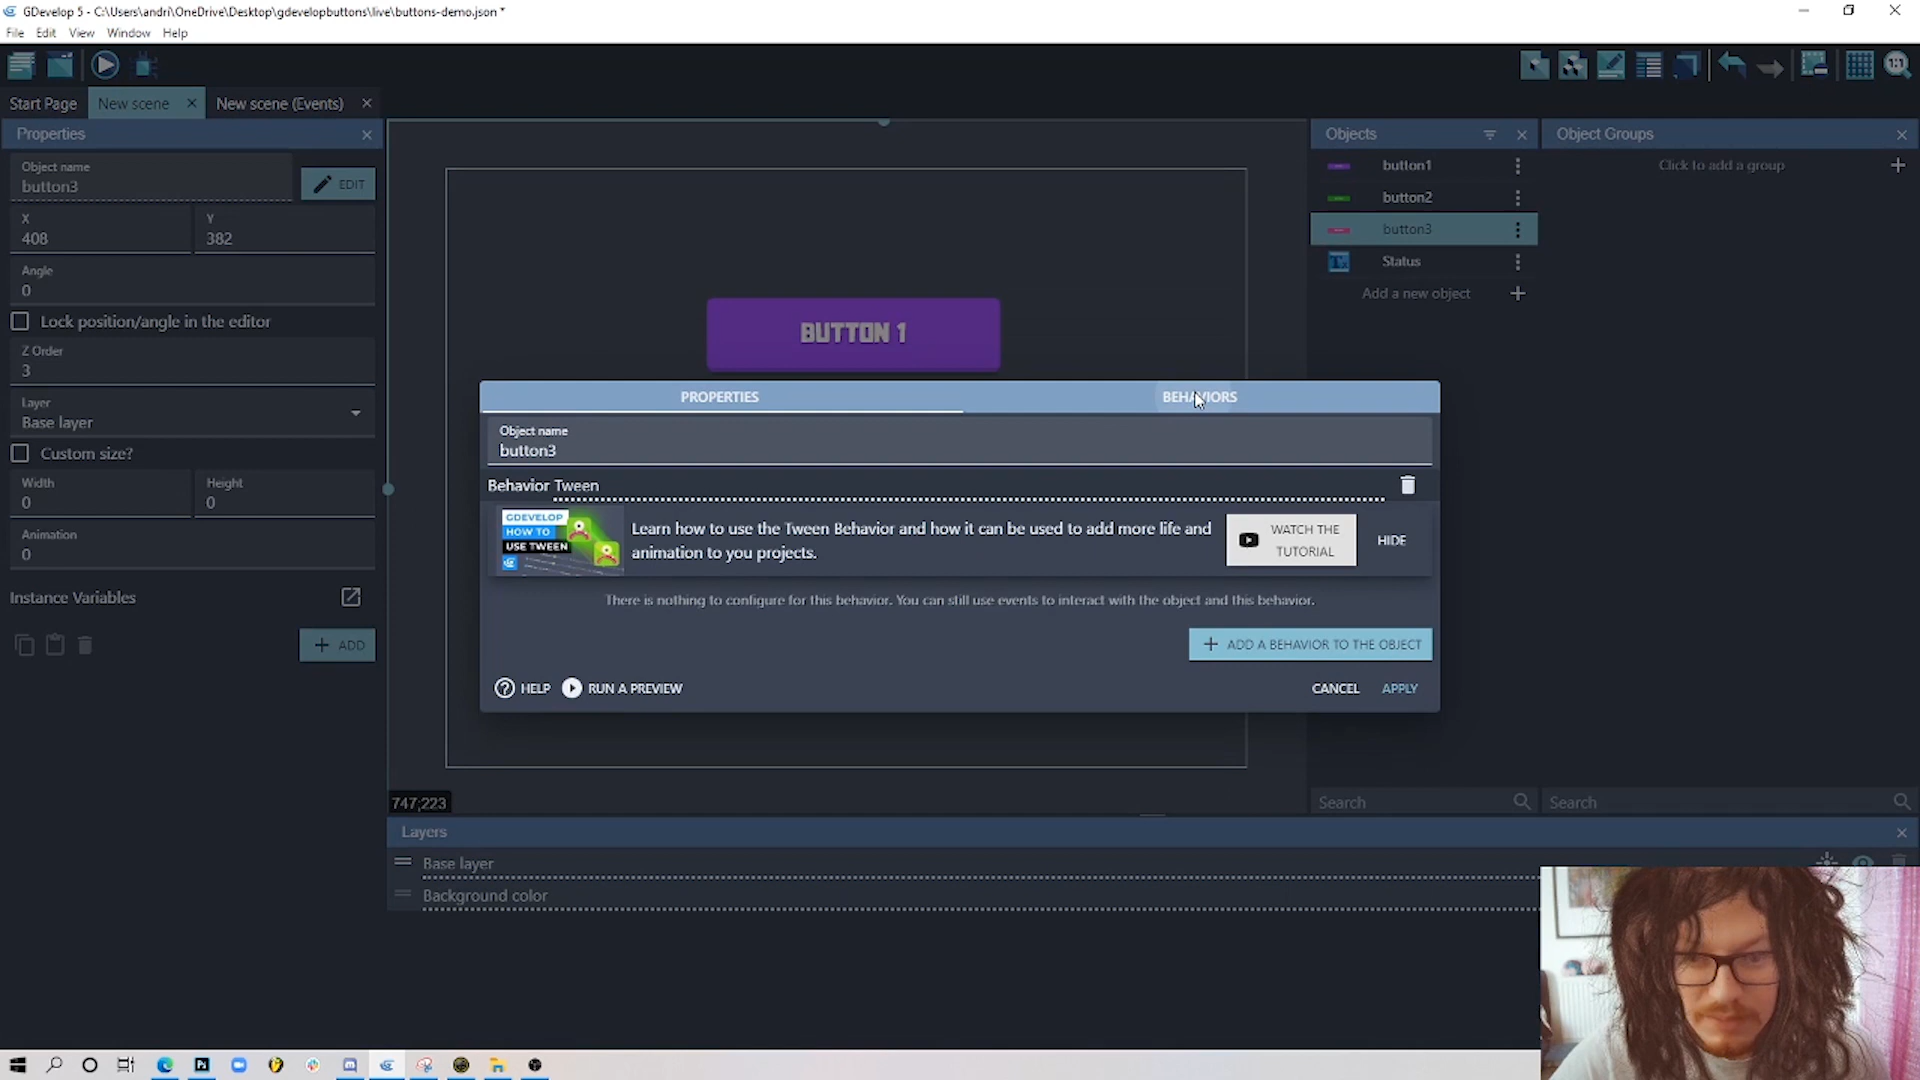 GDevelop 5 - C:\Users\andri\OneDrive\Desktop\gdevelopbuttons\live\buttons-demo.json *
File Edit View Window Help
Start Page New scene New scene (Events)
Properties
Object name
button3
EDIT
X Y
408 382
Angle
0
Lock position/angle in the editor
Z Order
3
Layer
Base layer
Custom size?
Width Height
0 0
Animation
0
Instance Variables
ADD
BUTTON 1
PROPERTIES BEHAVIORS
Object name
button3
Behavior Tween
GDEVELOP
HOW TO
USE TWEEN
Learn how to use the Tween Behavior and how it can be used to add more life and
animation to you projects.
WATCH THE
TUTORIAL
HIDE
There is nothing to configure for this behavior. You can still use events to interact with the object and this behavior.
ADD A BEHAVIOR TO THE OBJECT
HELP RUN A PREVIEW CANCEL APPLY
747;223
Layers
Base layer
Background color
Objects
button1
button2
button3
Status
Add a new object
Search
Object Groups
Click to add a group
Search
1:1